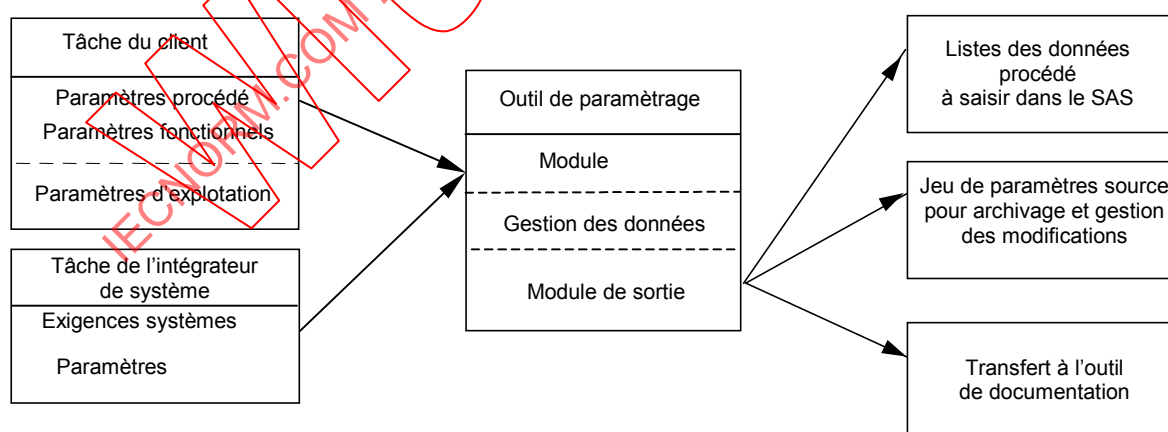 Tâche du client
Paramètres procédé
Paramètres fonctionnels
Paramètres d'explotation
Tâche de l'intégrateur
de système
Exigences systèmes
Paramètres
Outil de paramètrage
Module
Gestion des données
Module de sortie
Listes des données
procédé
à saisir dans le SAS
Jeu de paramètres source
pour archivage et gestion
des modifications
Transfert à l'outil
de documentation
IECNORM.COM